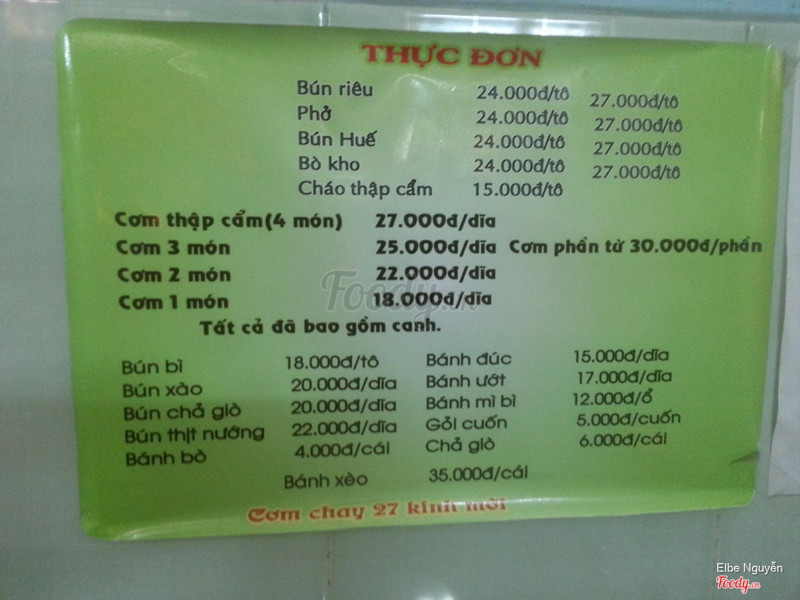 THỰC ĐƠN
Bún riêu 24.000đ/tô 27.000đ/tô
Phở 24.000đ/tô 27.000đ/tô
Bún Huế 24.000đ/tô 27.000đ/tô
Bò kho 24.000đ/tô 27.000đ/tô
Cháo thập cẩm 15.000đ/tô
Cơm thập cẩm(4 món) 27.000đ/dĩa
Cơm 3 món 25.000đ/dĩa Cơm phần từ 30.000đ/phần
Cơm 2 món 22.000đ/dĩa
Cơm 1 món 18.000đ/dĩa
Tất cả đã bao gồm canh.
Foody.vn
Bún bì 18.000đ/tô Bánh đúc 15.000đ/dĩa
Bún xào 20.000đ/dĩa Bánh ướt 17.000đ/dĩa
Bún chả giò 20.000đ/dĩa Bánh mì bì 12.000đ/ổ
Bún thịt nướng 22.000đ/dĩa Gỏi cuốn 5.000đ/cuốn
Bánh bò 4.000đ/cái Chả giò 6.000đ/cái
Bánh xèo 35.000đ/cái
Cơm chay 27 kính mời
Elbe Nguyễn
Foody.vn